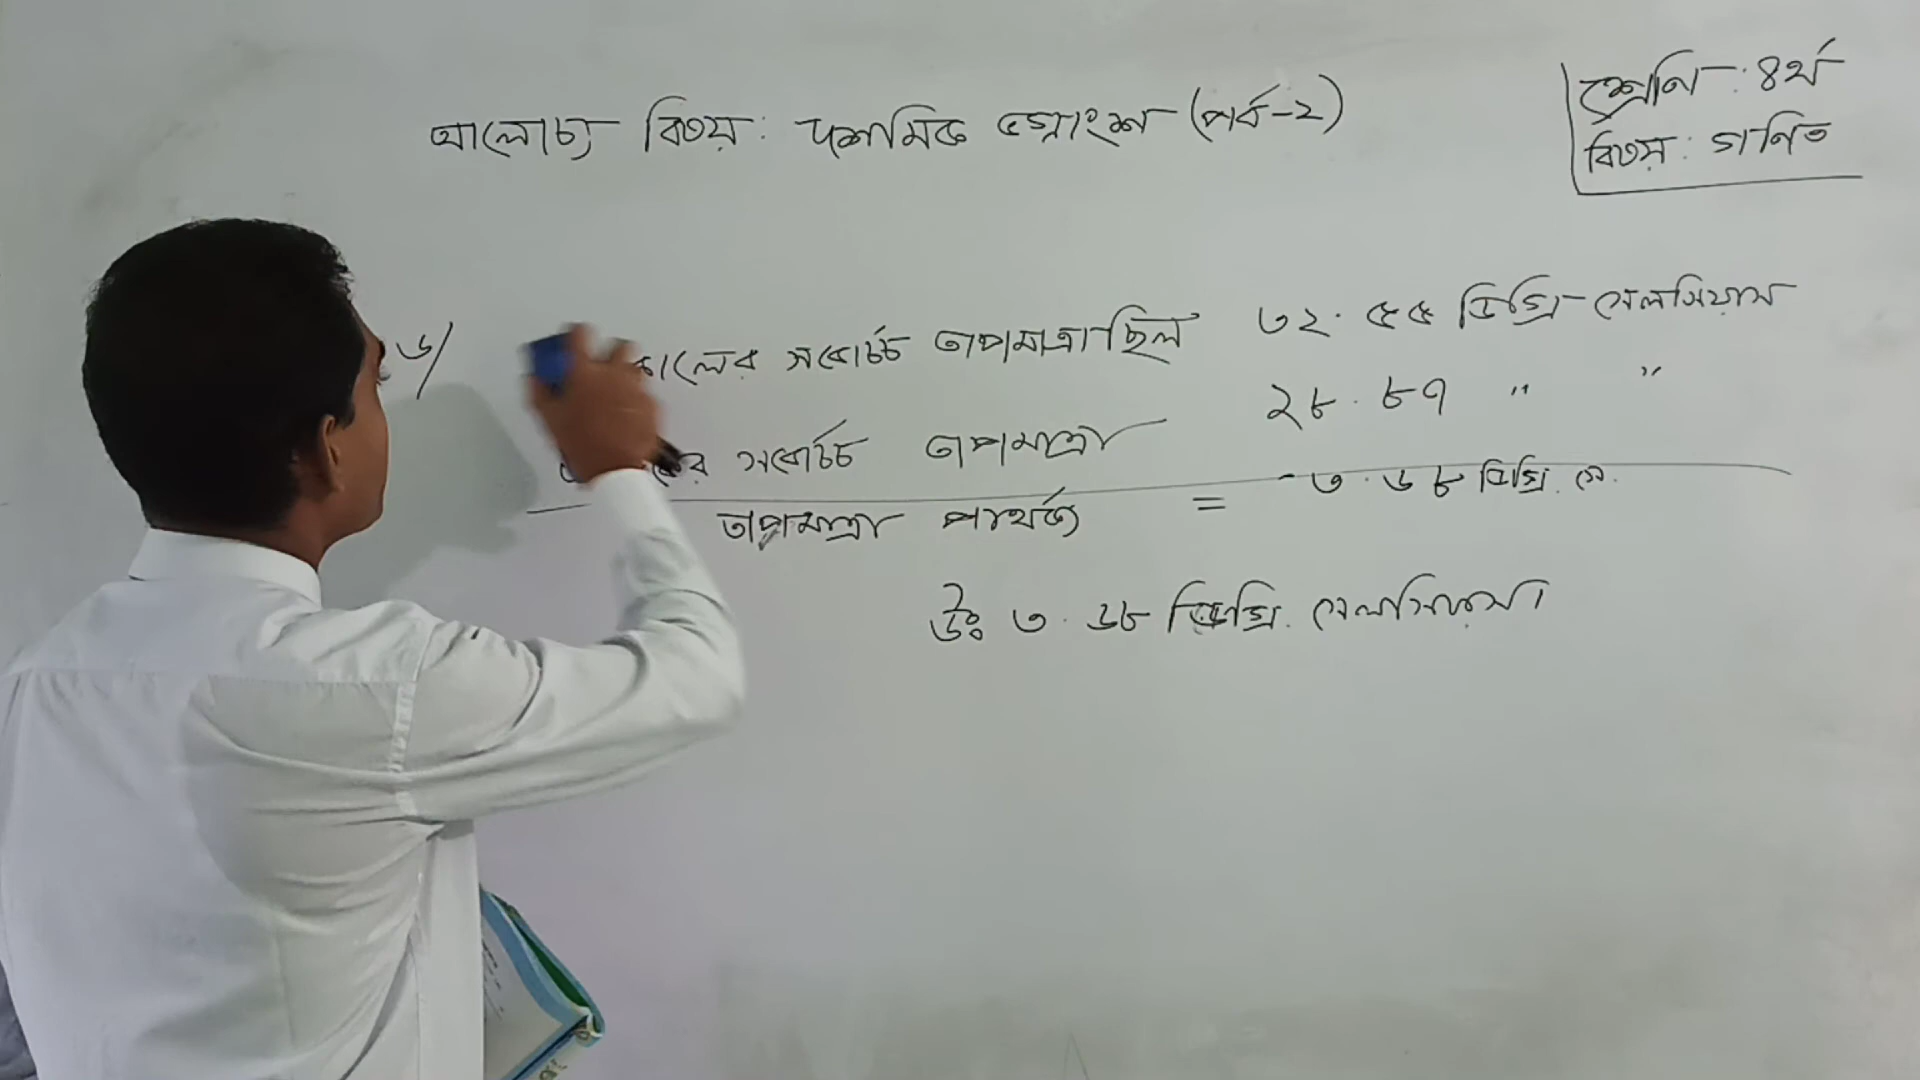 আলোচ্য বিষয়: দশমিক ভগ্নাংশ (পর্ব-২)
শ্রেণি: ৪র্থ
বিষয়: গণিত
৬/ কালের সর্বোচ্চ তাপমাত্রা ছিল ৩২.৫৫ ডিগ্রি সেলসিয়াস
সর্বোচ্চ তাপমাত্রা ২৮.৮৭ " "
তাপমাত্রা পার্থক্য = ৩.৬৮ ডিগ্রি. সে.
উঃ ৩.৬৮ ডিগ্রি. সেলসিয়াস।